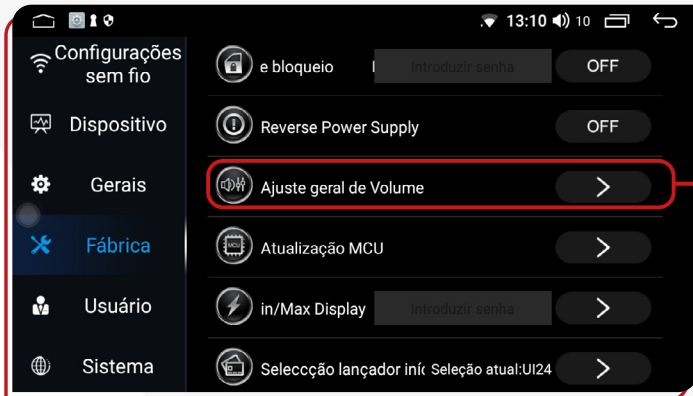 13:10 10
Configurações
sem fio
Dispositivo
Gerais
Fábrica
Usuário
Sistema
e bloqueio Introduzir senha OFF
Reverse Power Supply OFF
Ajuste geral de Volume
MCU Atualização MCU
in/Max Display Introduzir senha
Seleccção lançador iníc Seleção atual:UI24